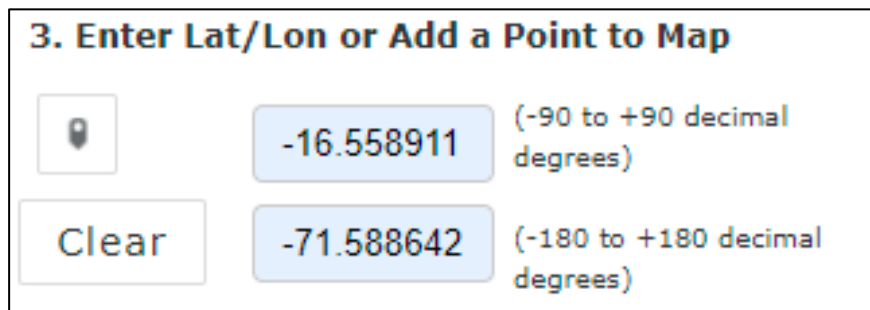 3. Enter Lat/Lon or Add a Point to Map
-16.558911
(-90 to +90 decimal
degrees)
Clear
-71.588642
(-180 to +180 decimal
degrees)